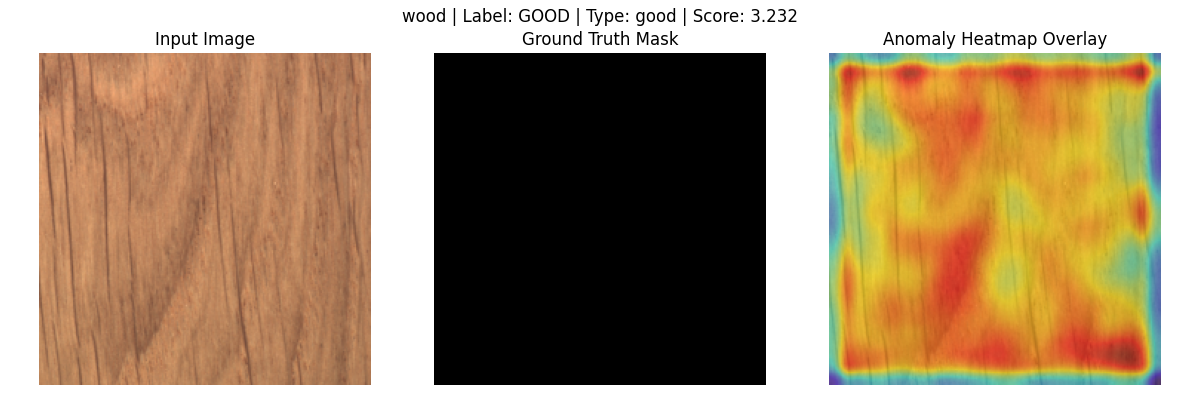 wood | Label: GOOD | Type: good | Score: 3.232
Input Image
Ground Truth Mask
Anomaly Heatmap Overlay